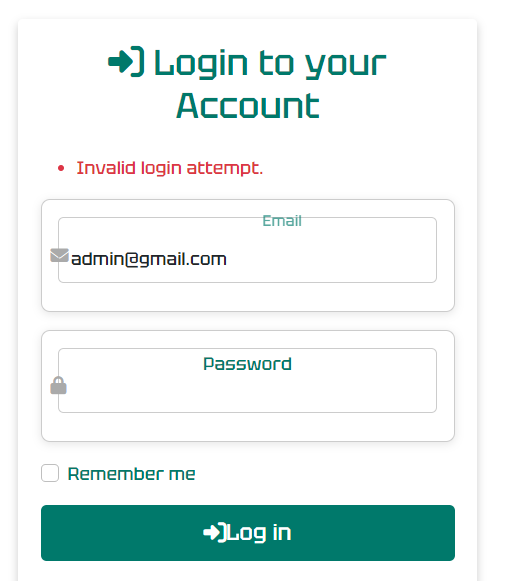 Login to your
Account
Invalid login attempt.
Email
admin@gmail.com
Password
Remember me
Log in